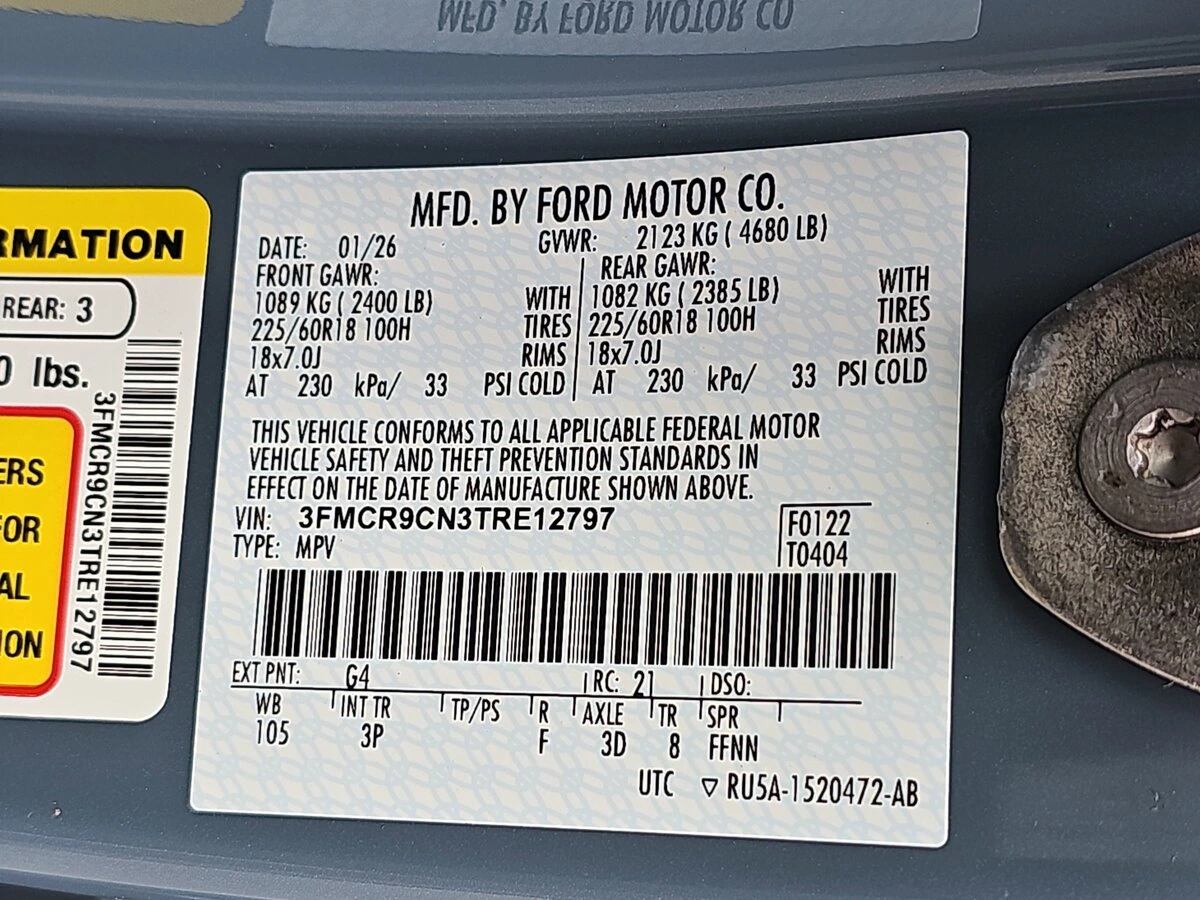 MFD. BY FORD MOTOR CO
MFD. BY FORD MOTOR CO.
DATE: 01/26 GVWR: 2123 KG ( 4680 LB)
FRONT GAWR: REAR GAWR:
1089 KG ( 2400 LB) WITH 1082 KG ( 2385 LB) WITH
225/60R18 100H TIRES 225/60R18 100H TIRES
18x7.0J RIMS 18x7.0J RIMS
AT 230 kPa/ 33 PSI COLD AT 230 kPa/ 33 PSI COLD
THIS VEHICLE CONFORMS TO ALL APPLICABLE FEDERAL MOTOR
VEHICLE SAFETY AND THEFT PREVENTION STANDARDS IN
EFFECT ON THE DATE OF MANUFACTURE SHOWN ABOVE.
VIN: 3FMCR9CN3TRE12797 F0122
TYPE: MPV T0404
EXT PNT: G4 RC: 21 DSO:
WB INT TR TP/PS R AXLE TR SPR
105 3P F 3D 8 FFNN
UTC ▽ RU5A-1520472-AB
RMATION
REAR: 3
0 lbs.
3FMCR9CN3TRE12797
ERS
FOR
AL
ION